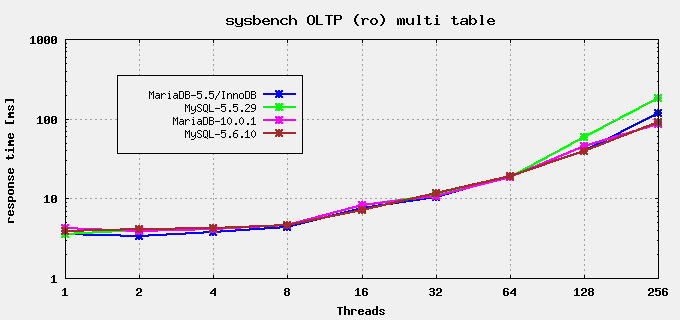 sysbench OLTP (ro) multi table
response time [ms]
1000
100
10
1
MariaDB-5.5/InnoDB
MySQL-5.5.29
MariaDB-10.0.1
MySQL-5.6.10
1 2 4 8 16 32 64 128 256
Threads